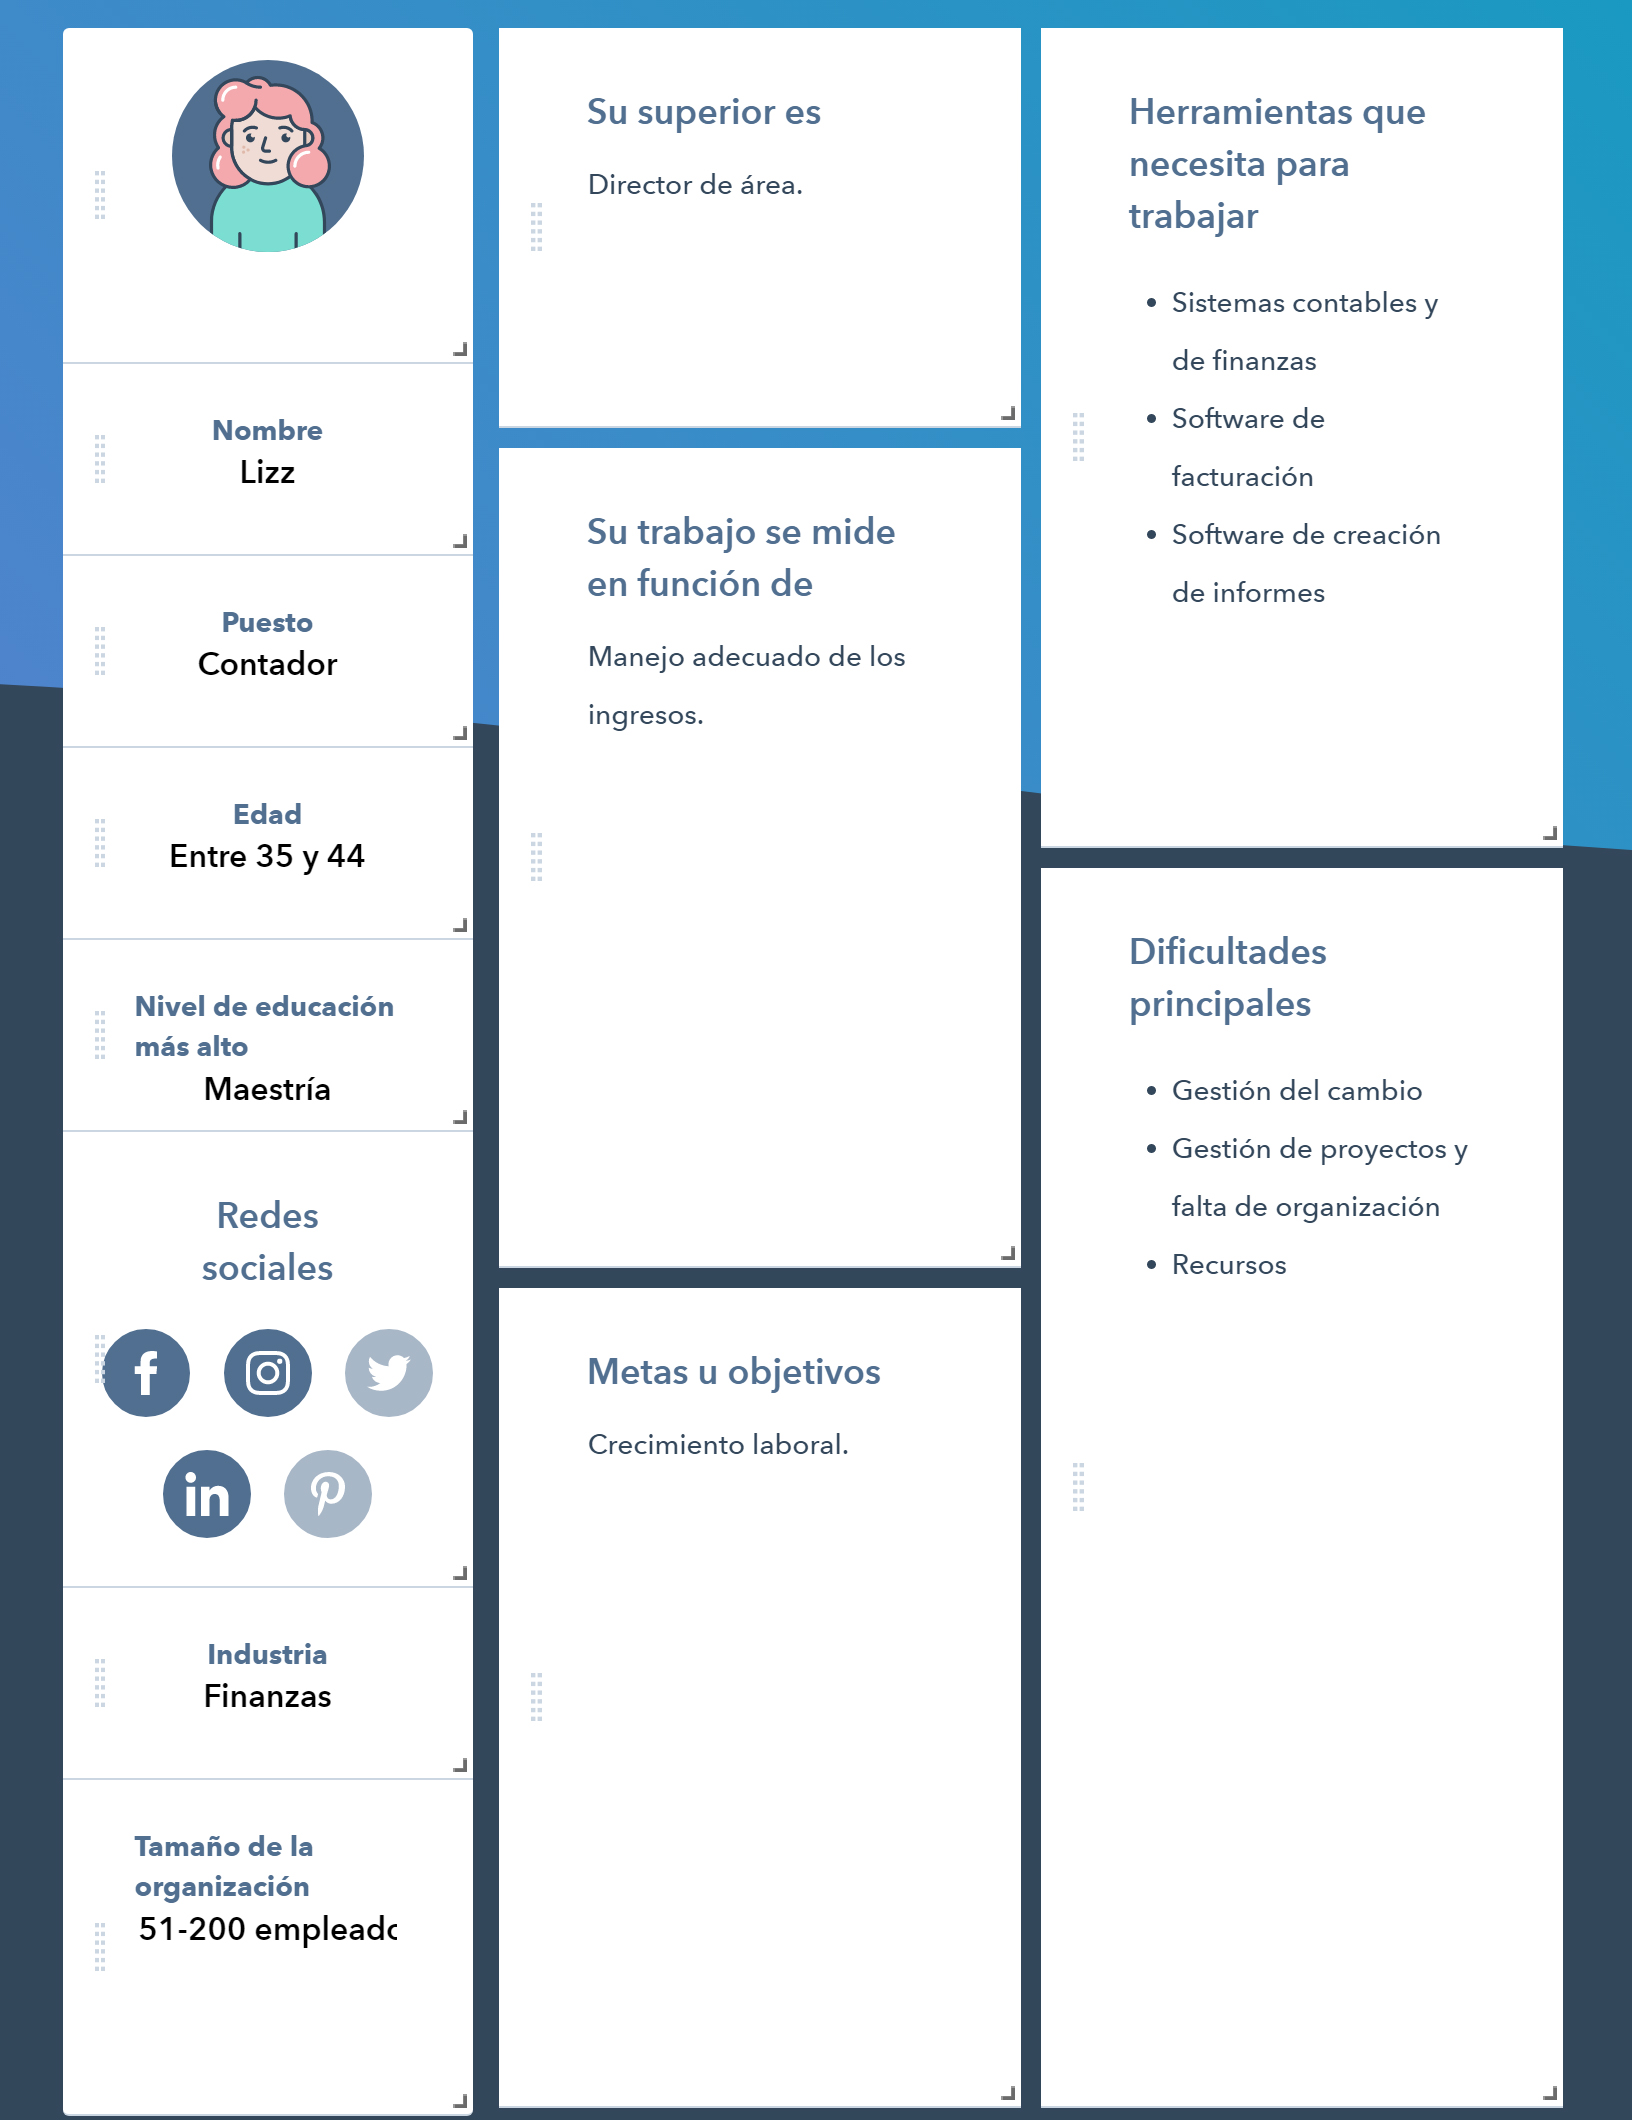 Nombre
Lizz
Puesto
Contador
Edad
Entre 35 y 44
Nivel de educación
más alto
Maestría
Redes
sociales
Industria
Finanzas
Tamaño de la
organización
51-200 empleado
Su superior es
Director de área.
Su trabajo se mide
en función de
Manejo adecuado de los
ingresos.
Metas u objetivos
Crecimiento laboral.
Herramientas que
necesita para
trabajar
• Sistemas contables y
de finanzas
• Software de
facturación
• Software de creación
de informes
Dificultades
principales
• Gestión del cambio
• Gestión de proyectos y
falta de organización
• Recursos